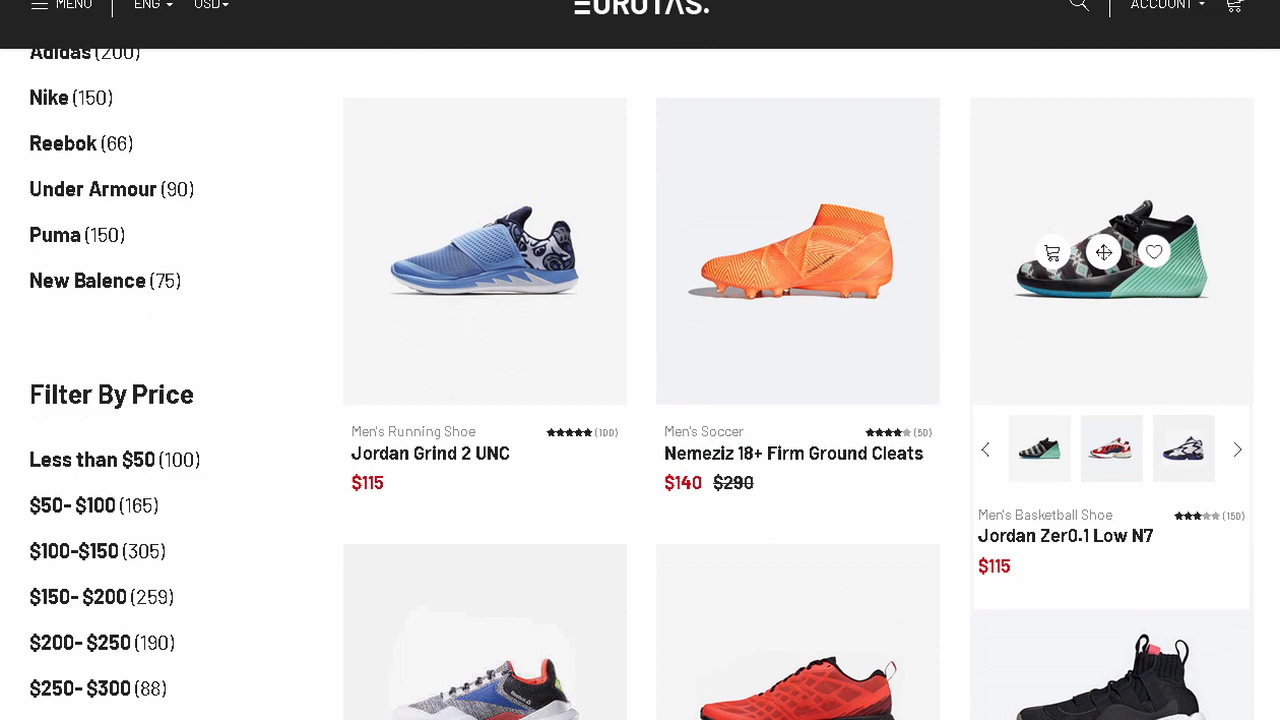 MENU
ENG
USD
EUROTAS.
ACCOUNT
Adidas (200)
Nike (150)
Reebok (66)
Under Armour (90)
Puma (150)
New Balence (75)
Filter By Price
Less than $50 (100)
$50- $100 (165)
$100-$150 (305)
$150- $200 (259)
$200- $250 (190)
$250- $300 (88)
Men's Running Shoe (100)
Jordan Grind 2 UNC
$115
Men's Soccer (50)
Nemeziz 18+ Firm Ground Cleats
$140 $290
Men's Basketball Shoe (150)
Jordan Zer0.1 Low N7
$115